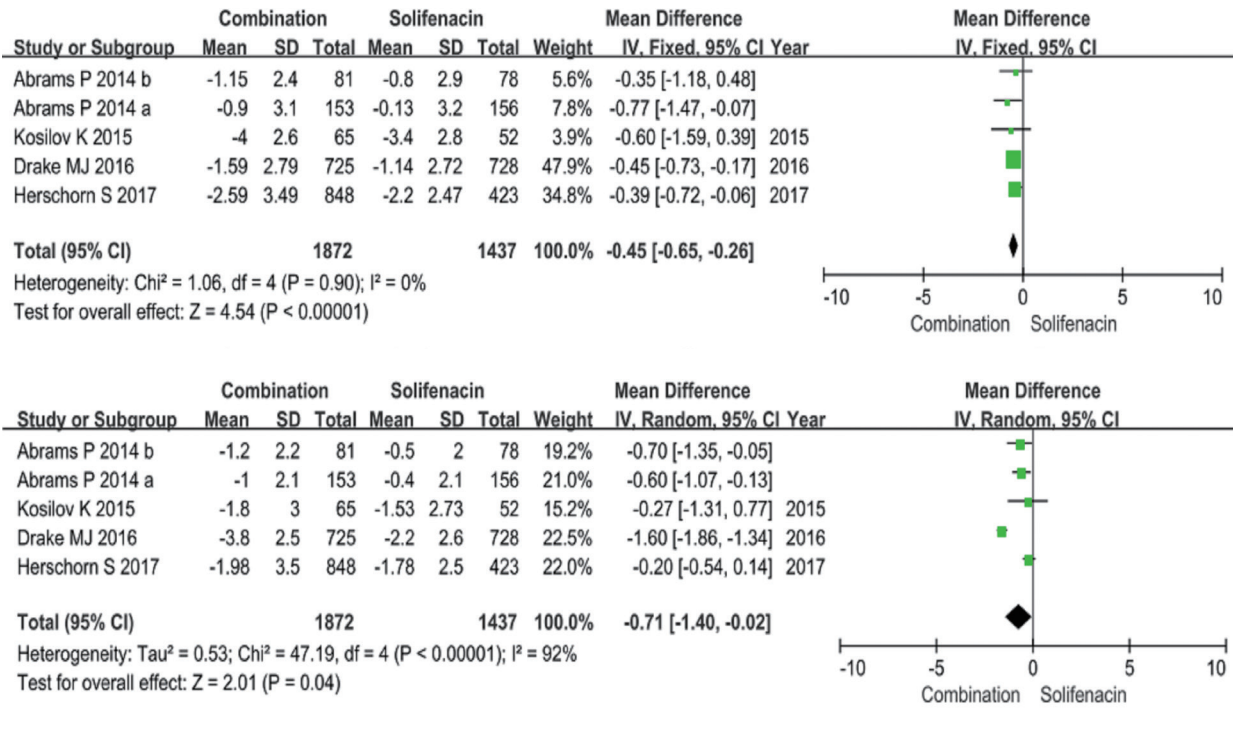 Combination Solifenacin Mean Difference Mean Difference
Study or Subgroup Mean SD Total Mean SD Total Weight IV, Fixed, 95% CI Year IV, Fixed, 95% CI
Abrams P 2014 b -1.15 2.4 81 -0.8 2.9 78 5.6% -0.35 [-1.18, 0.48]
Abrams P 2014 a -0.9 3.1 153 -0.13 3.2 156 7.8% -0.77 [-1.47, -0.07]
Kosilov K 2015 -4 2.6 65 -3.4 2.8 52 3.9% -0.60 [-1.59, 0.39] 2015
Drake MJ 2016 -1.59 2.79 725 -1.14 2.72 728 47.9% -0.45 [-0.73, -0.17] 2016
Herschorn S 2017 -2.59 3.49 848 -2.2 2.47 423 34.8% -0.39 [-0.72, -0.06] 2017
Total (95% CI) 1872 1437 100.0% -0.45 [-0.65, -0.26]
Heterogeneity: Chi² = 1.06, df = 4 (P = 0.90); I² = 0%
Test for overall effect: Z = 4.54 (P < 0.00001)
-10 -5 0 5 10
Combination Solifenacin
Combination Solifenacin Mean Difference Mean Difference
Study or Subgroup Mean SD Total Mean SD Total Weight IV, Random, 95% CI Year IV, Random, 95% CI
Abrams P 2014 b -1.2 2.2 81 -0.5 2 78 19.2% -0.70 [-1.35, -0.05]
Abrams P 2014 a -1 2.1 153 -0.4 2.1 156 21.0% -0.60 [-1.07, -0.13]
Kosilov K 2015 -1.8 3 65 -1.53 2.73 52 15.2% -0.27 [-1.31, 0.77] 2015
Drake MJ 2016 -3.8 2.5 725 -2.2 2.6 728 22.5% -1.60 [-1.86, -1.34] 2016
Herschorn S 2017 -1.98 3.5 848 -1.78 2.5 423 22.0% -0.20 [-0.54, 0.14] 2017
Total (95% CI) 1872 1437 100.0% -0.71 [-1.40, -0.02]
Heterogeneity: Tau² = 0.53; Chi² = 47.19, df = 4 (P < 0.00001); I² = 92%
Test for overall effect: Z = 2.01 (P = 0.04)
-10 -5 0 5 10
Combination Solifenacin